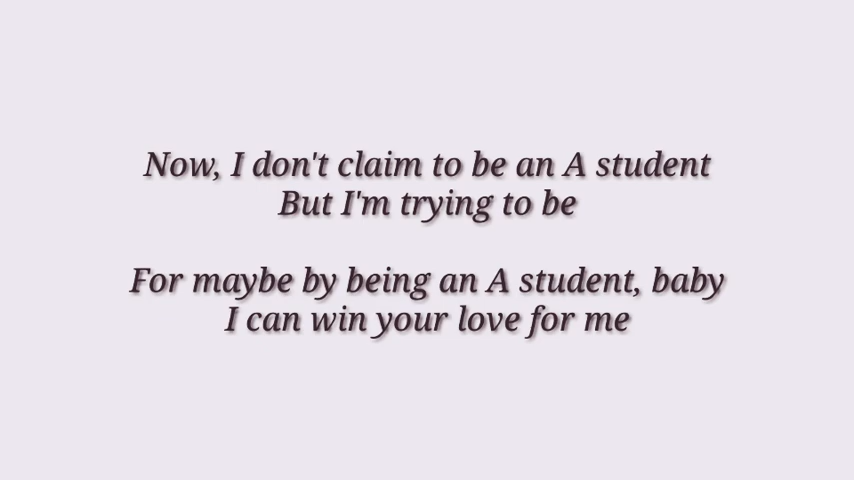 Now, I don't claim to be an A student
But I'm trying to be
For maybe by being an A student, baby
I can win your love for me